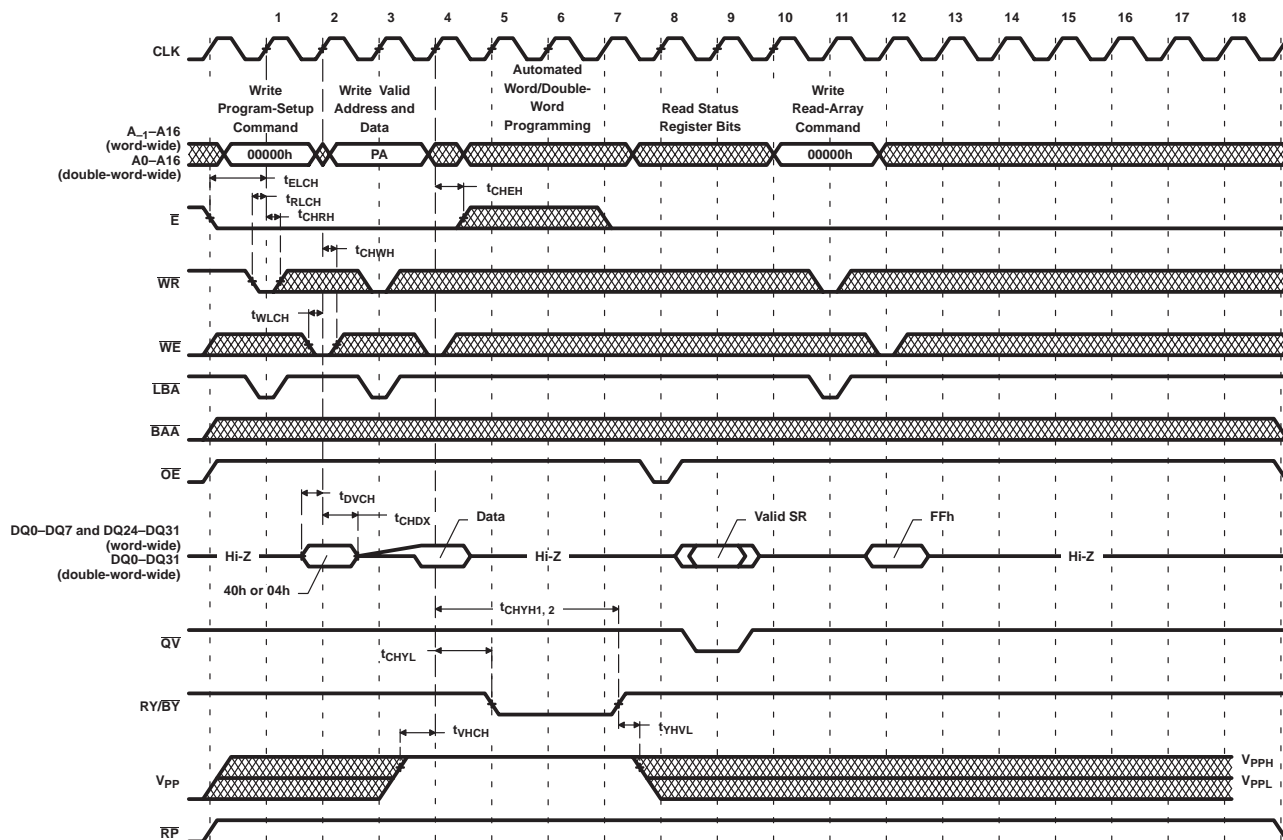 1 2 3 4 5 6 7 8 9 10 11 12 13 14 15 16 17 18
CLK
Write
Program-Setup
Command
Write Valid
Address and
Data
Automated
Word/Double-
Word
Programming
Read Status
Register Bits
Write
Read-Array
Command
A–1–A16
(word-wide)
A0–A16
(double-word-wide)
00000h
PA
00000h
tELCH
tRLCH
tCHRH
tCHEH
E
tCHWH
WR
tWLCH
WE
LBA
BAA
OE
tDVCH
tCHDX
Data
Valid SR
FFh
DQ0–DQ7 and DQ24–DQ31
(word-wide)
DQ0–DQ31
(double-word-wide)
Hi-Z
Hi-Z
Hi-Z
40h or 04h
tCHYH1, 2
QV
tCHYL
RY/BY
tVHCH
tYHVL
VPP
VPPH
VPPL
RP